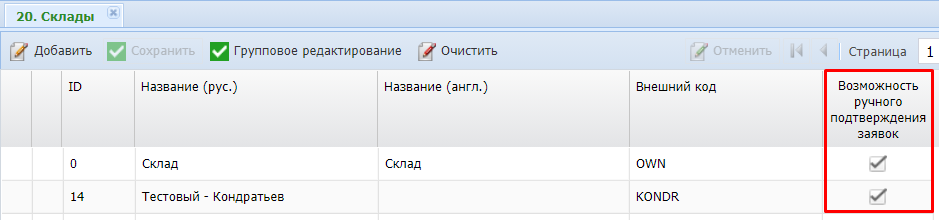 20. Склады
Добавить Сохранить Групповое редактирование Очистить Отменить Страница 1
ID Название (рус.) Название (англ.) Внешний код Возможность
ручного
подтверждения
заявок
0 Склад Склад OWN
14 Тестовый - Кондратьев KONDR